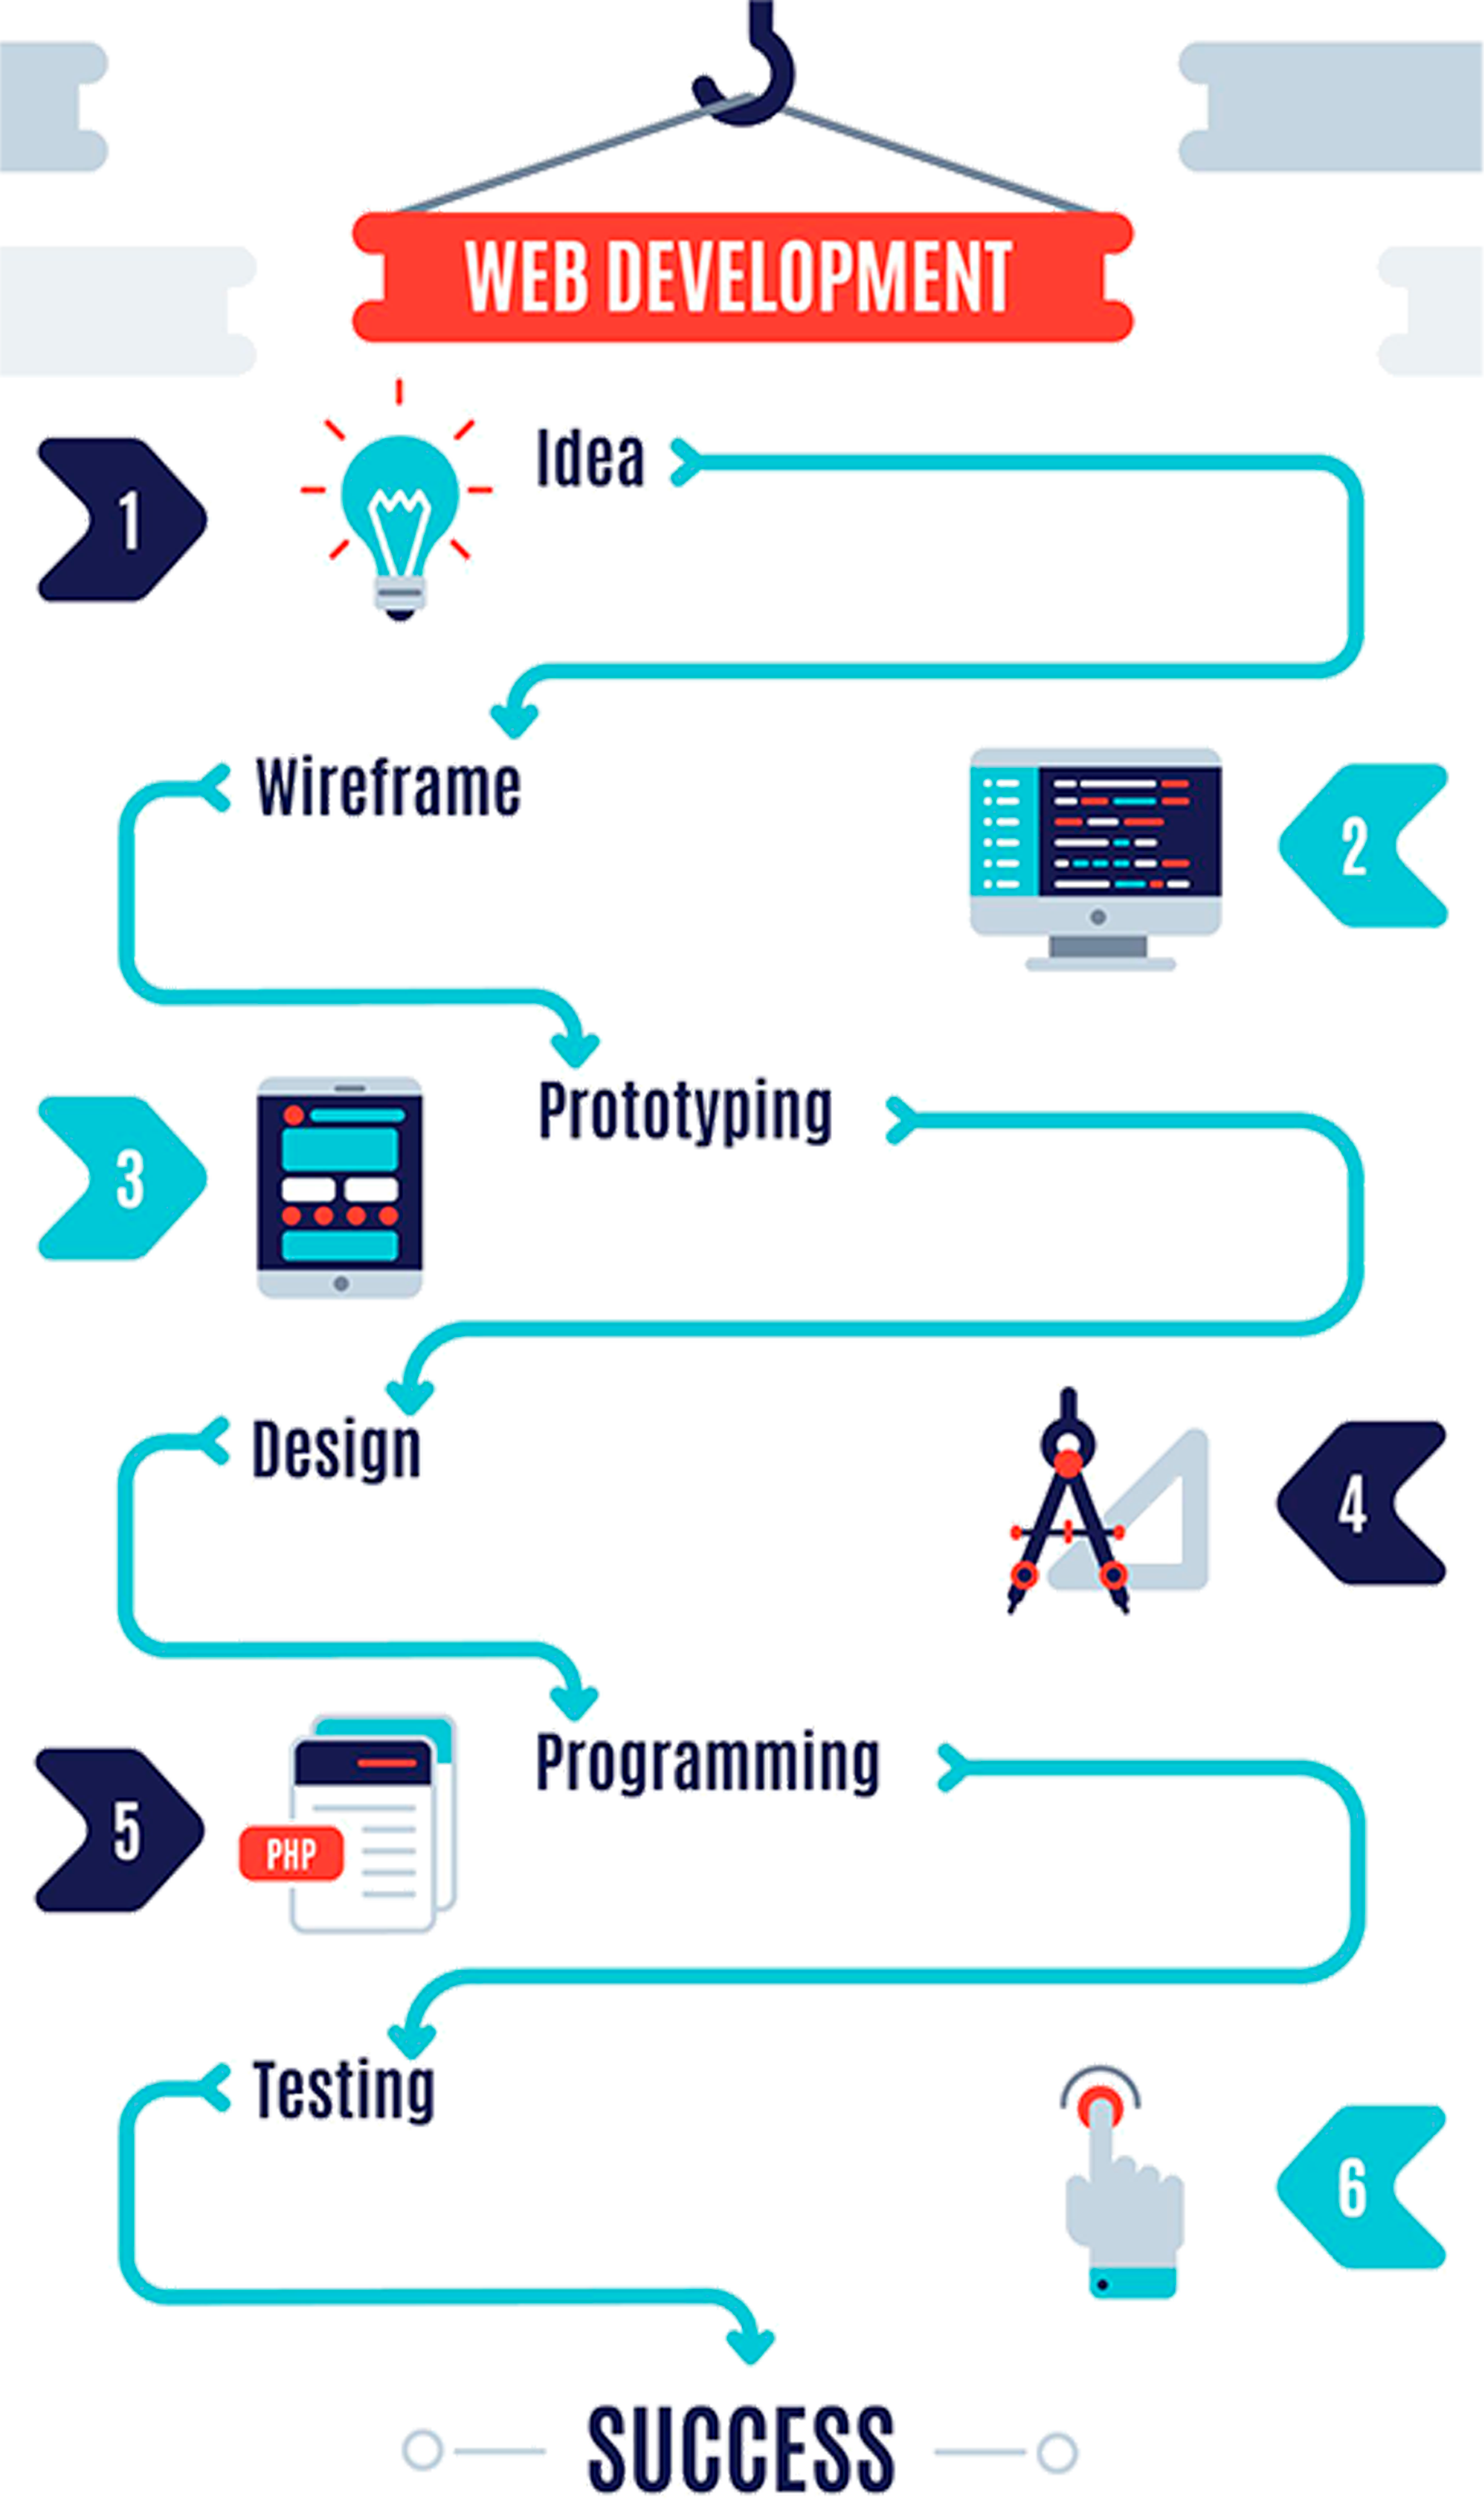 WEB DEVELOPMENT
1
Idea
Wireframe
2
Prototyping
3
Design
4
Programming
5
PHP
Testing
6
SUCCESS